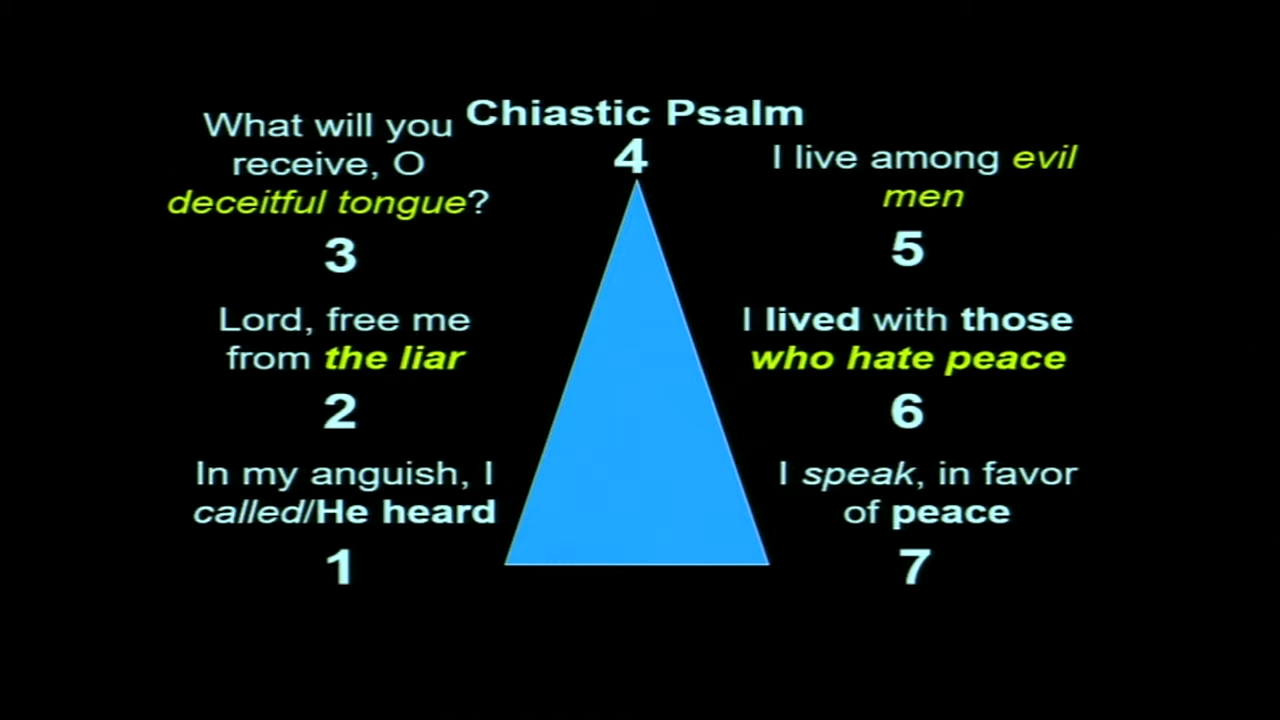 Chiastic Psalm
4
What will you
receive, O
deceitful tongue?
3
Lord, free me
from the liar
2
In my anguish, I
called/He heard
1
I live among evil
men
5
I lived with those
who hate peace
6
I speak, in favor
of peace
7